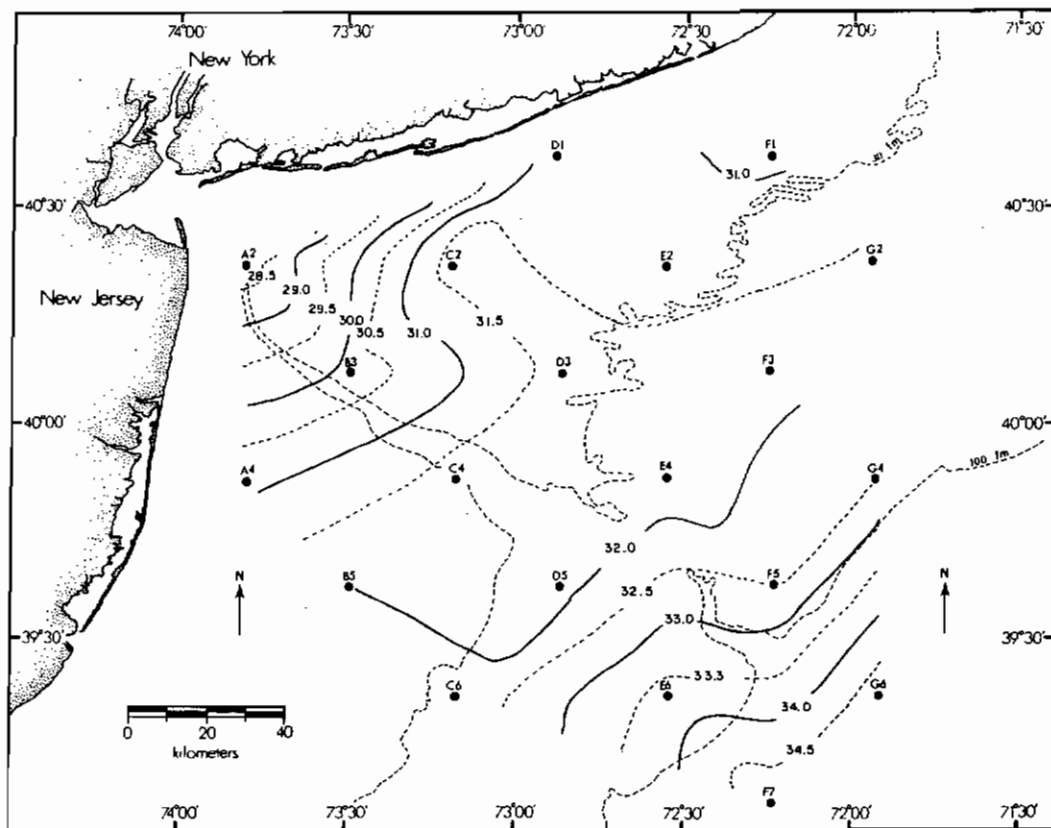 74°00' 73°30' 73°00' 72°30' 72°00' 71°30'
New York
D1 F1
31.0
40°30' 40°30'
A2 C2 E2 G2
28.5
29.0
New Jersey
29.5 30.0 31.5
30.5 31.0
B3 D3 F3
40°00' 40°00'
100 fm
A4 C4 E4 G4
32.0
N B5 D5 32.5 F5 N
33.0
39°30' 39°30'
33.3
C6 E6 G6
34.0
0 20 40
kilometers
34.5
F7
74°00' 73°30' 73°00' 72°30' 72°00'